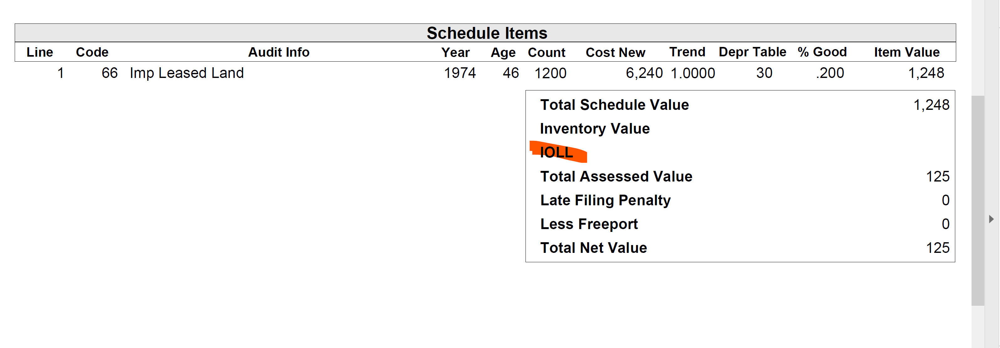 Schedule Items
Line Code Audit Info Year Age Count Cost New Trend Depr Table % Good Item Value
1 66 Imp Leased Land 1974 46 1200 6,240 1.0000 30 .200 1,248
Total Schedule Value 1,248
Inventory Value
IOLL
Total Assessed Value 125
Late Filing Penalty 0
Less Freeport 0
Total Net Value 125